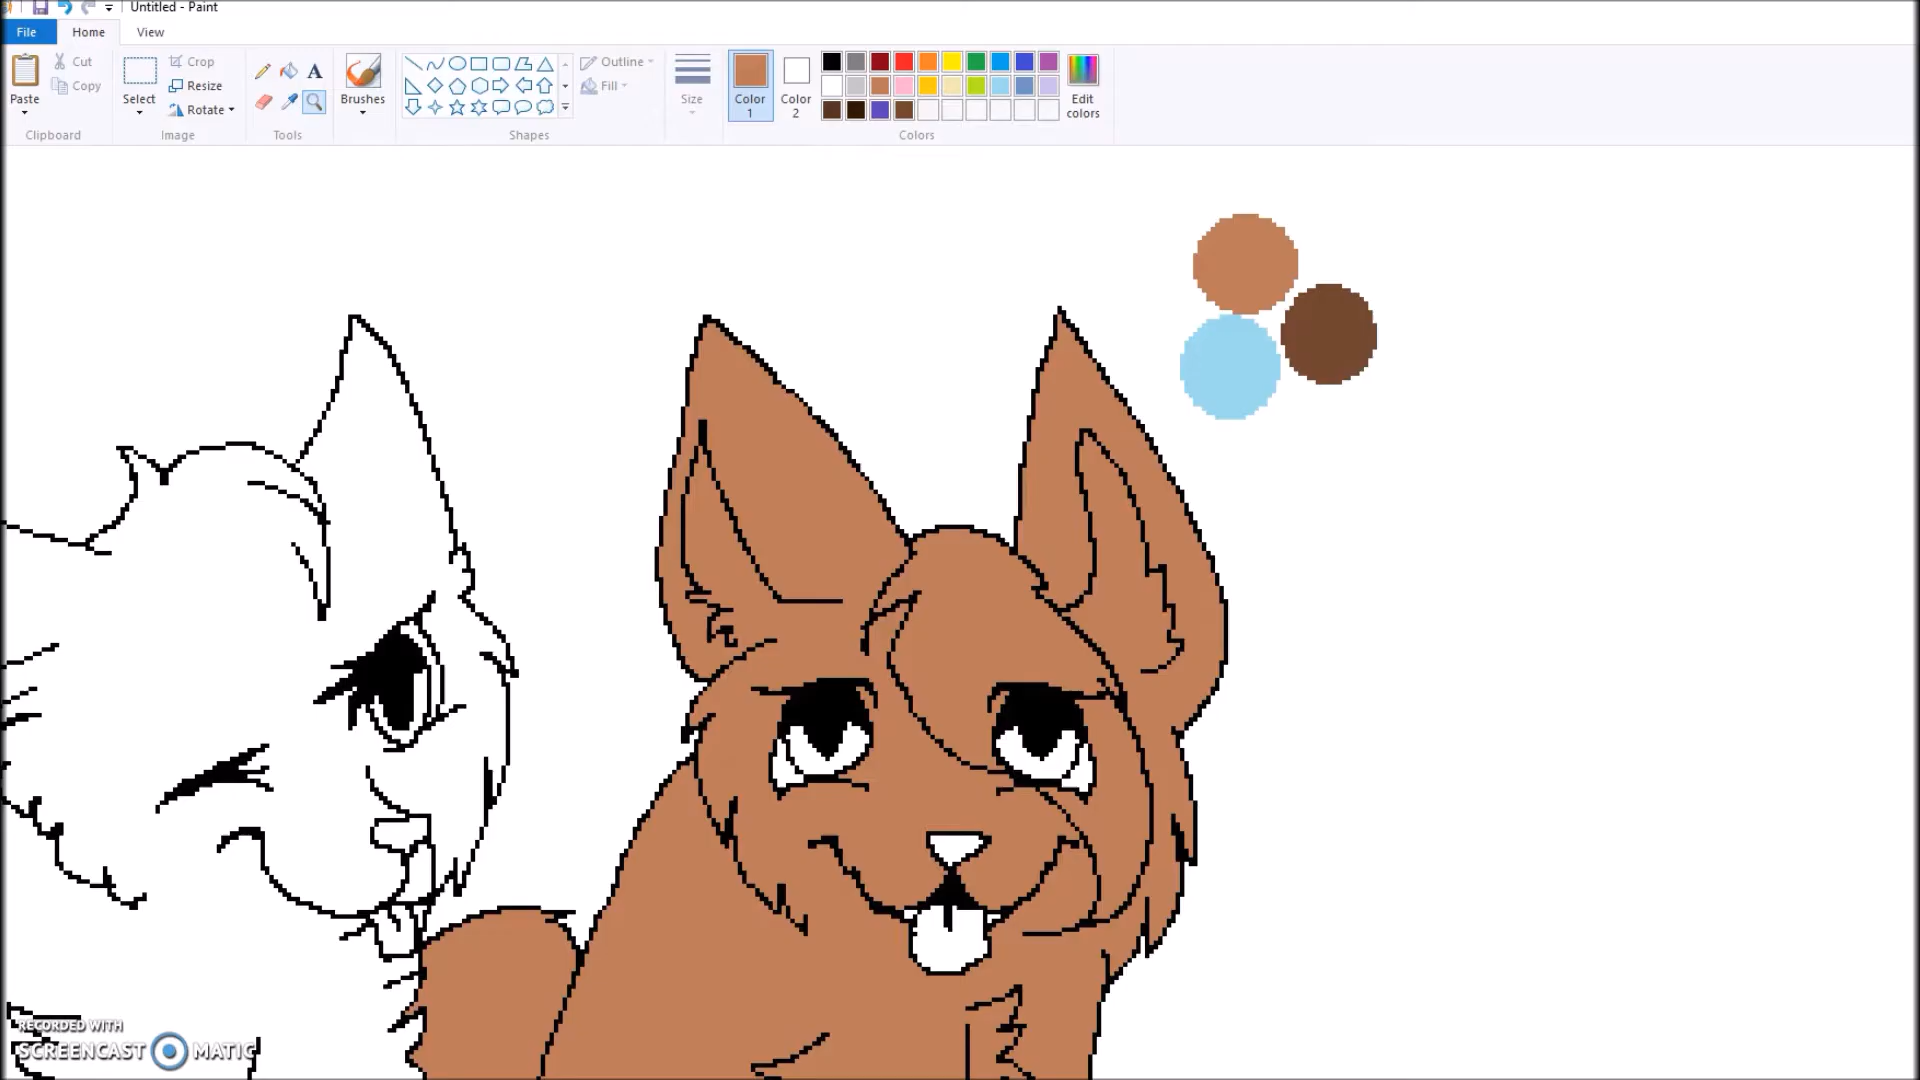 Untitled - Paint
File Home View
Paste Cut Copy Clipboard
Select Crop Resize Rotate Image
A Tools
Brushes
Outline Fill Shapes
Size
Color 1 Color 2 Edit colors Colors
RECORDED WITH
SCREENCAST MATIC